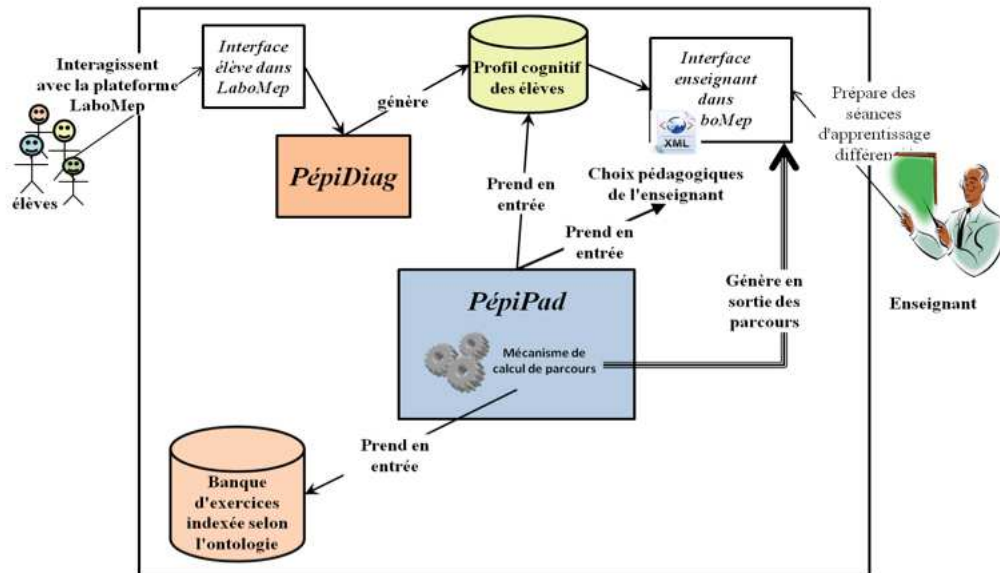 Interagissent
avec la plateforme
LaboMep
élèves
Interface
élève dans
LaboMep
génère
PépiDiag
Profil cognitif
des élèves
Interface
enseignant
dans
boMep
XML
Prépare des
séances
d'apprentissage
différen
Enseignant
Prend en
entrée
Choix pédagogiques
de l'enseignant
Prend en
entrée
PépiPad
Mécanisme de
calcul de parcours
Génère en
sortie des
parcours
Prend en
entrée
Banque
d'exercices
indexée selon
l'ontologie